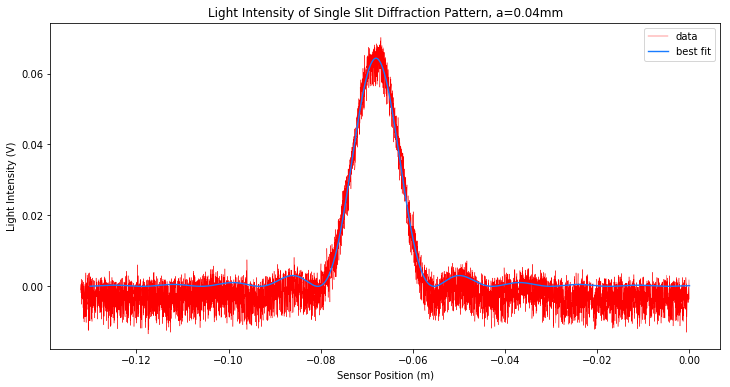 Light Intensity of Single Slit Diffraction Pattern, a=0.04mm
data
best fit
0.06
0.04
0.02
0.00
Light Intensity (V)
−0.12
−0.10
−0.08
−0.06
−0.04
−0.02
0.00
Sensor Position (m)